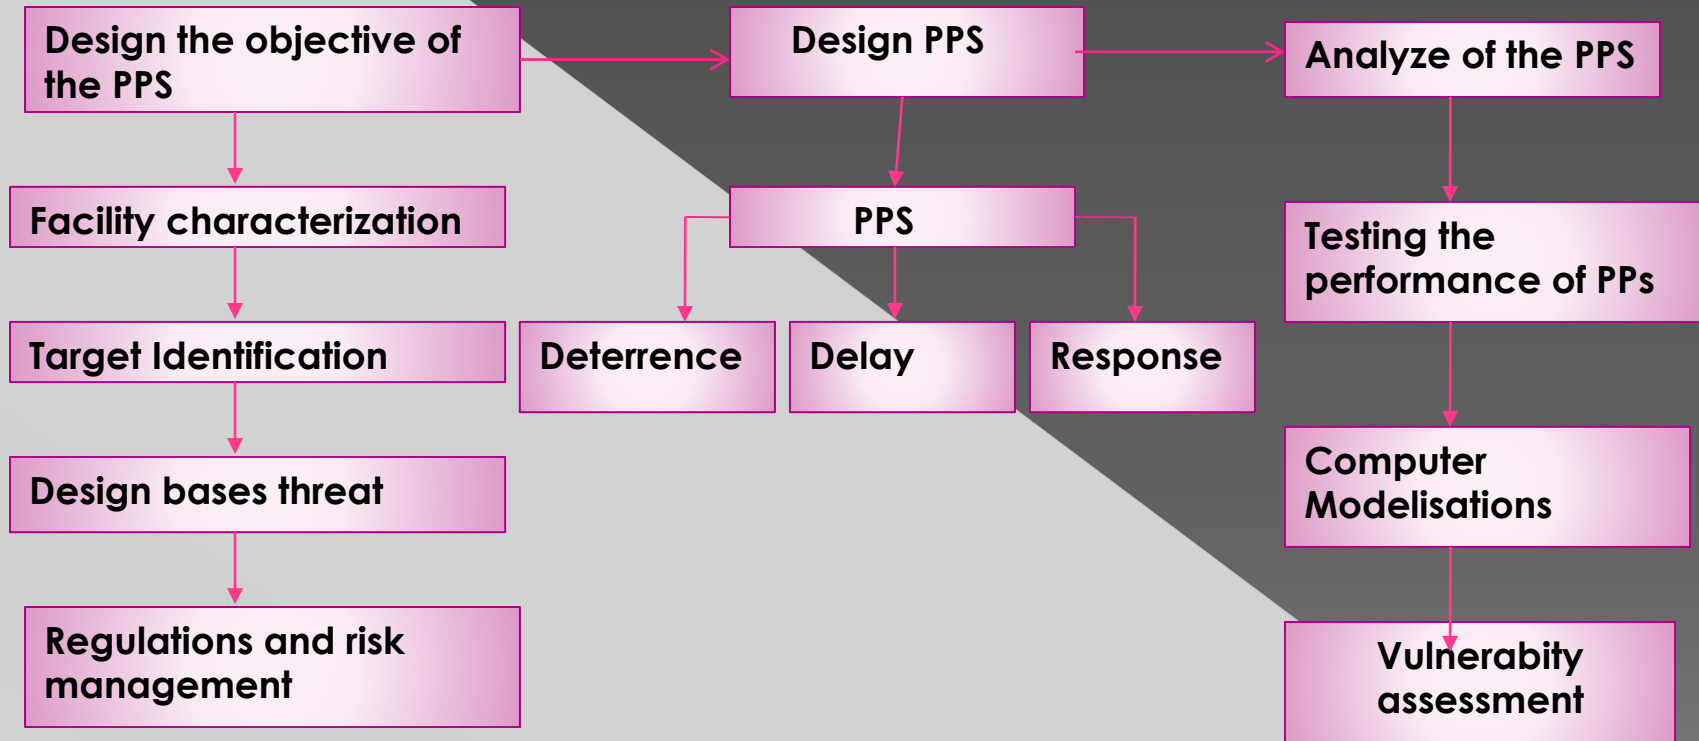 Design the objective of
the PPS
Design PPS
Analyze of the PPS
Facility characterization
PPS
Testing the
performance of PPs
Target Identification
Deterrence
Delay
Response
Design bases threat
Computer
Modelisations
Regulations and risk
management
Vulnerabity
assessment